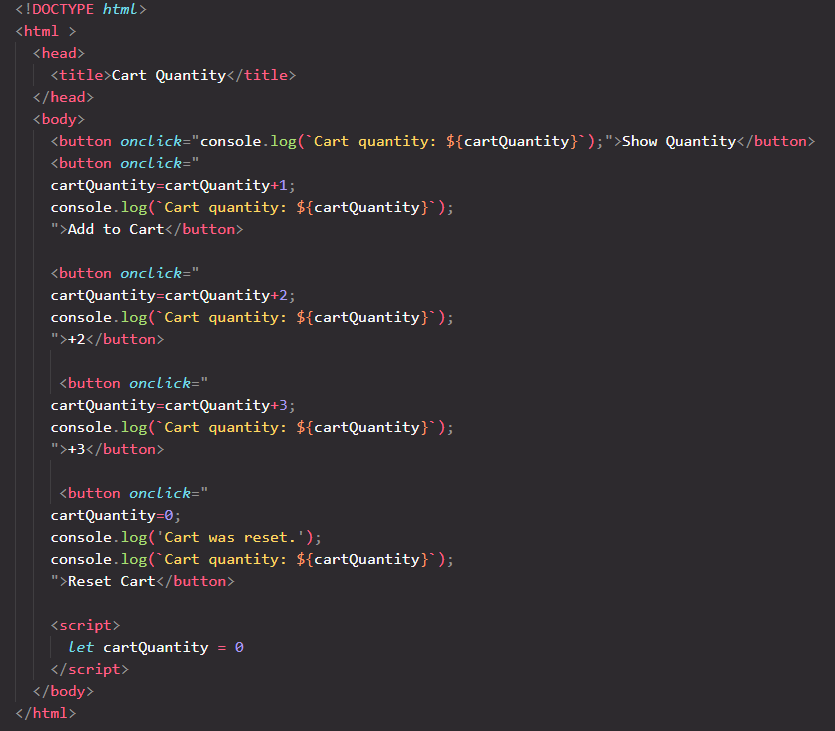 <!DOCTYPE html>
<html >
<head>
<title>Cart Quantity</title>
</head>
<body>
<button onclick="console.log(`Cart quantity: ${cartQuantity}`);">Show Quantity</button>
<button onclick="
cartQuantity=cartQuantity+1;
console.log(`Cart quantity: ${cartQuantity}`);
">Add to Cart</button>
<button onclick="
cartQuantity=cartQuantity+2;
console.log(`Cart quantity: ${cartQuantity}`);
">+2</button>
<button onclick="
cartQuantity=cartQuantity+3;
console.log(`Cart quantity: ${cartQuantity}`);
">+3</button>
<button onclick="
cartQuantity=0;
console.log('Cart was reset.');
console.log(`Cart quantity: ${cartQuantity}`);
">Reset Cart</button>
<script>
let cartQuantity = 0
</script>
</body>
</html>